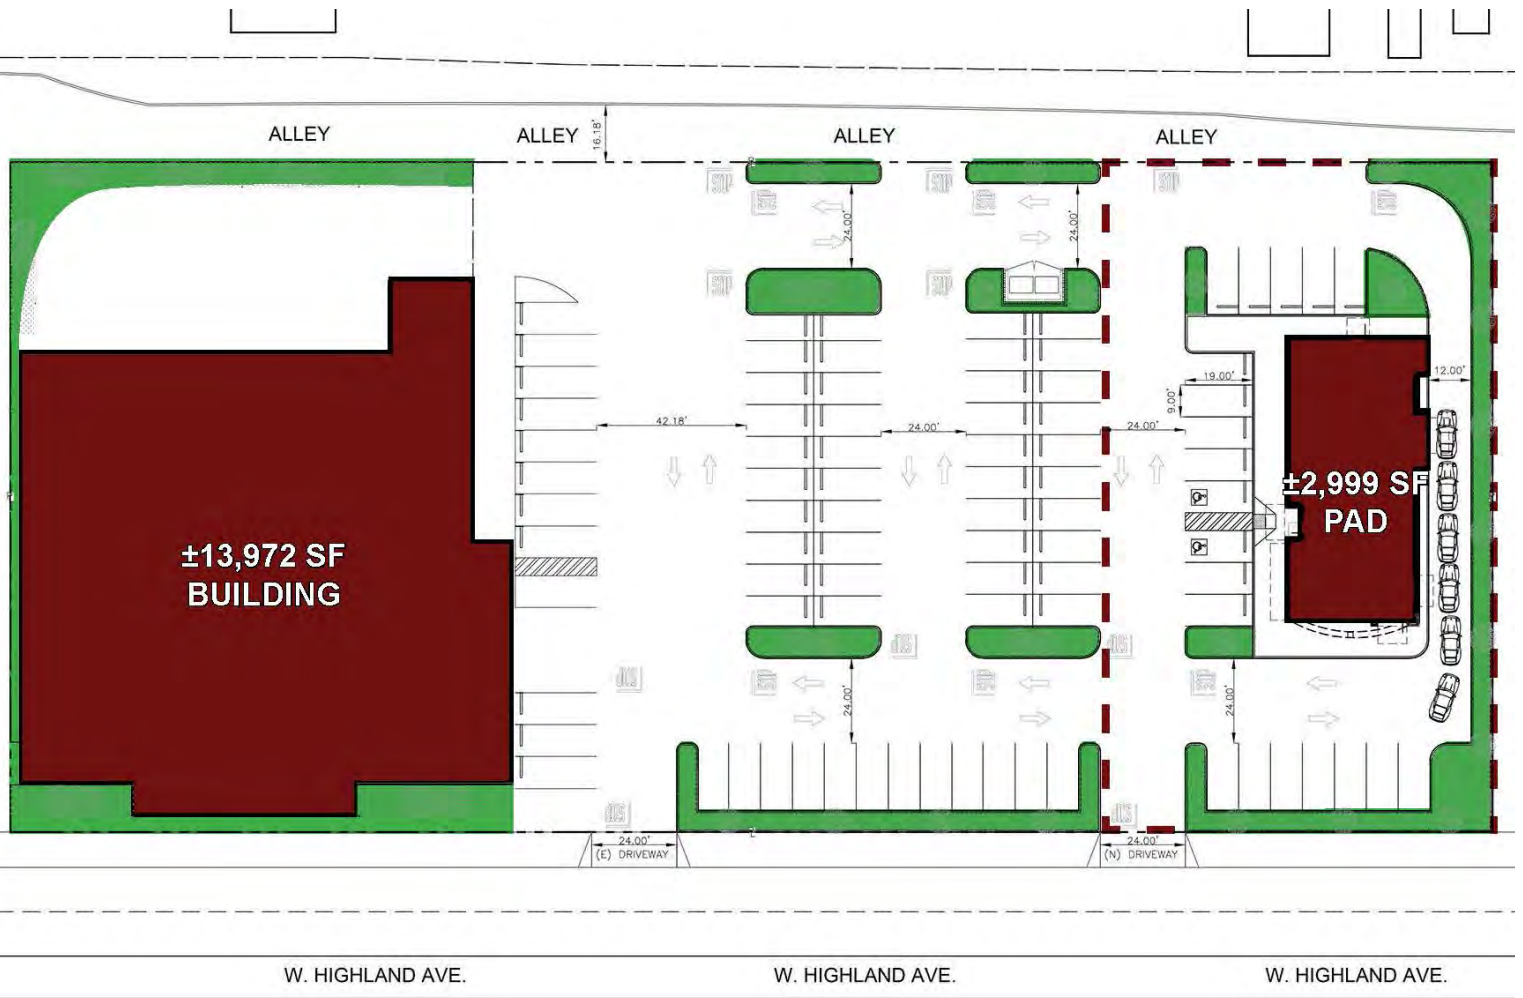 ALLEY
ALLEY
ALLEY
ALLEY
16.18'
24.00'
24.00'
19.00'
9.00'
12.00'
42.18'
24.00'
24.00'
±2,999 SF
PAD
±13,972 SF
BUILDING
24.00'
24.00'
24.00'
(E) DRIVEWAY
24.00'
(N) DRIVEWAY
W. HIGHLAND AVE.
W. HIGHLAND AVE.
W. HIGHLAND AVE.